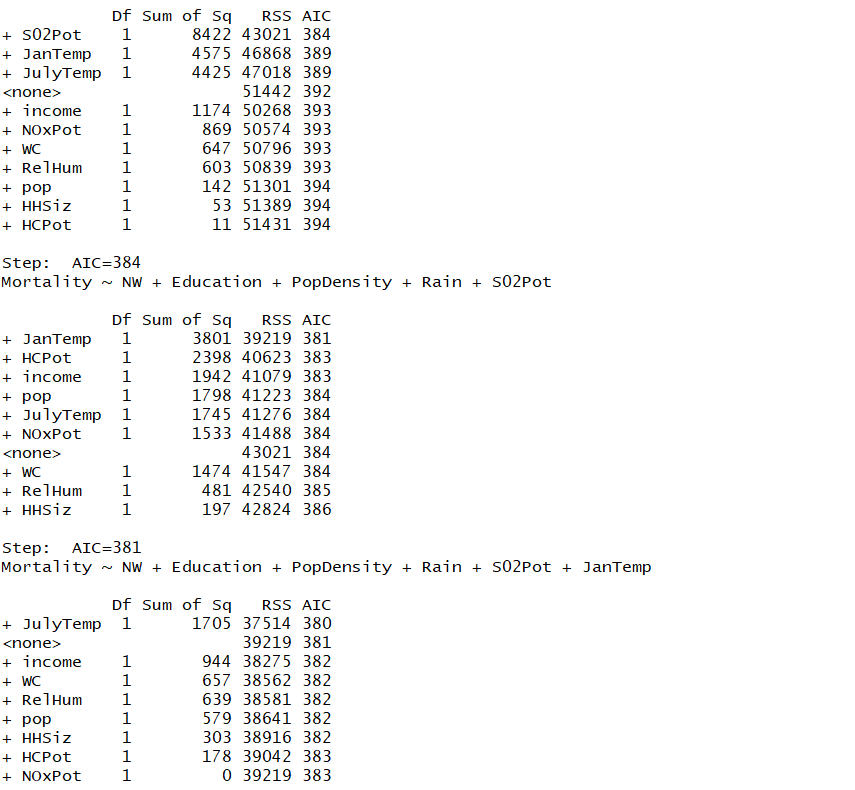 Df Sum of Sq   RSS AIC
+ SO2Pot    1      8422 43021 384
+ JanTemp   1      4575 46868 389
+ JulyTemp  1      4425 47018 389
<none>                  51442 392
+ income    1      1174 50268 393
+ NOxPot    1       869 50574 393
+ WC        1       647 50796 393
+ RelHum    1       603 50839 393
+ pop       1       142 51301 394
+ HHSiz     1        53 51389 394
+ HCPot     1        11 51431 394

Step:  AIC=384
Mortality ~ NW + Education + PopDensity + Rain + SO2Pot

           Df Sum of Sq   RSS AIC
+ JanTemp   1      3801 39219 381
+ HCPot     1      2398 40623 383
+ income    1      1942 41079 383
+ pop       1      1798 41223 384
+ JulyTemp  1      1745 41276 384
+ NOxPot    1      1533 41488 384
<none>                  43021 384
+ WC        1      1474 41547 384
+ RelHum    1       481 42540 385
+ HHSiz     1       197 42824 386

Step:  AIC=381
Mortality ~ NW + Education + PopDensity + Rain + SO2Pot + JanTemp

           Df Sum of Sq   RSS AIC
+ JulyTemp  1      1705 37514 380
<none>                  39219 381
+ income    1       944 38275 382
+ WC        1       657 38562 382
+ RelHum    1       639 38581 382
+ pop       1       579 38641 382
+ HHSiz     1       303 38916 382
+ HCPot     1       178 39042 383
+ NOxPot    1         0 39219 383